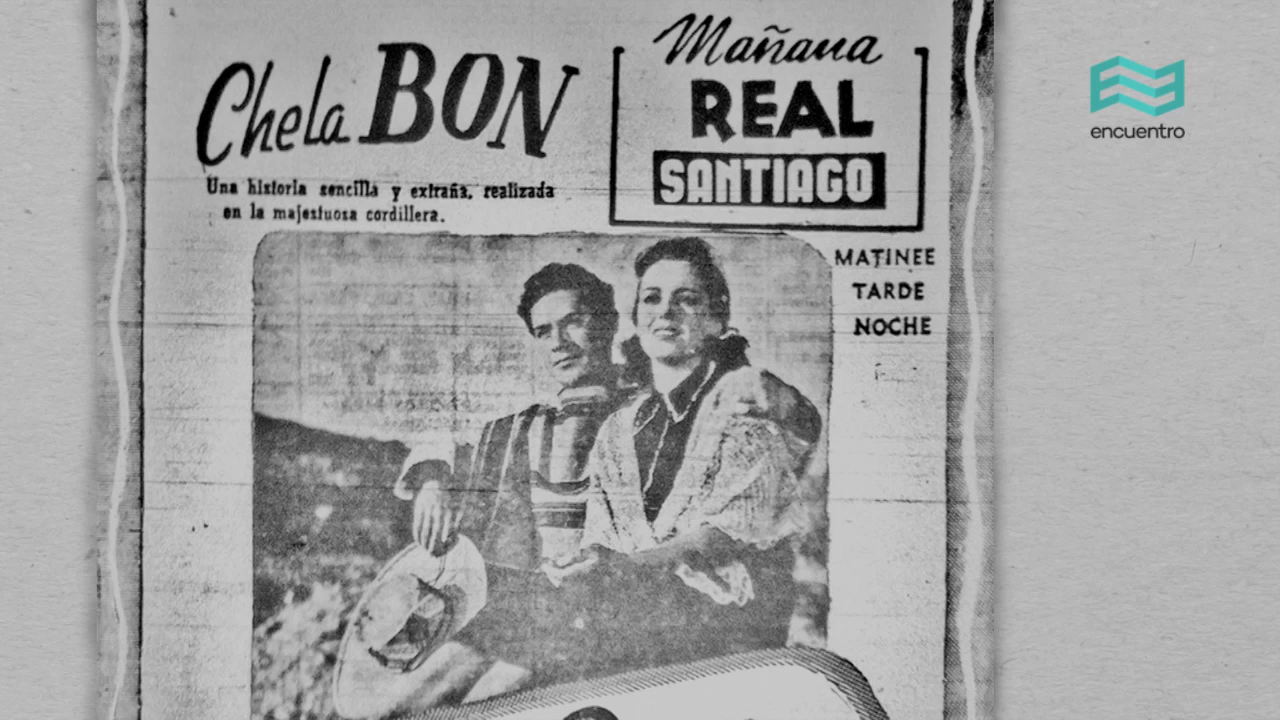 Chela BON
Una historia sencilla y extraña, realizada
en la majestuosa cordillera.
Mañana
REAL
SANTIAGO
MATINEE
TARDE
NOCHE
encuentro